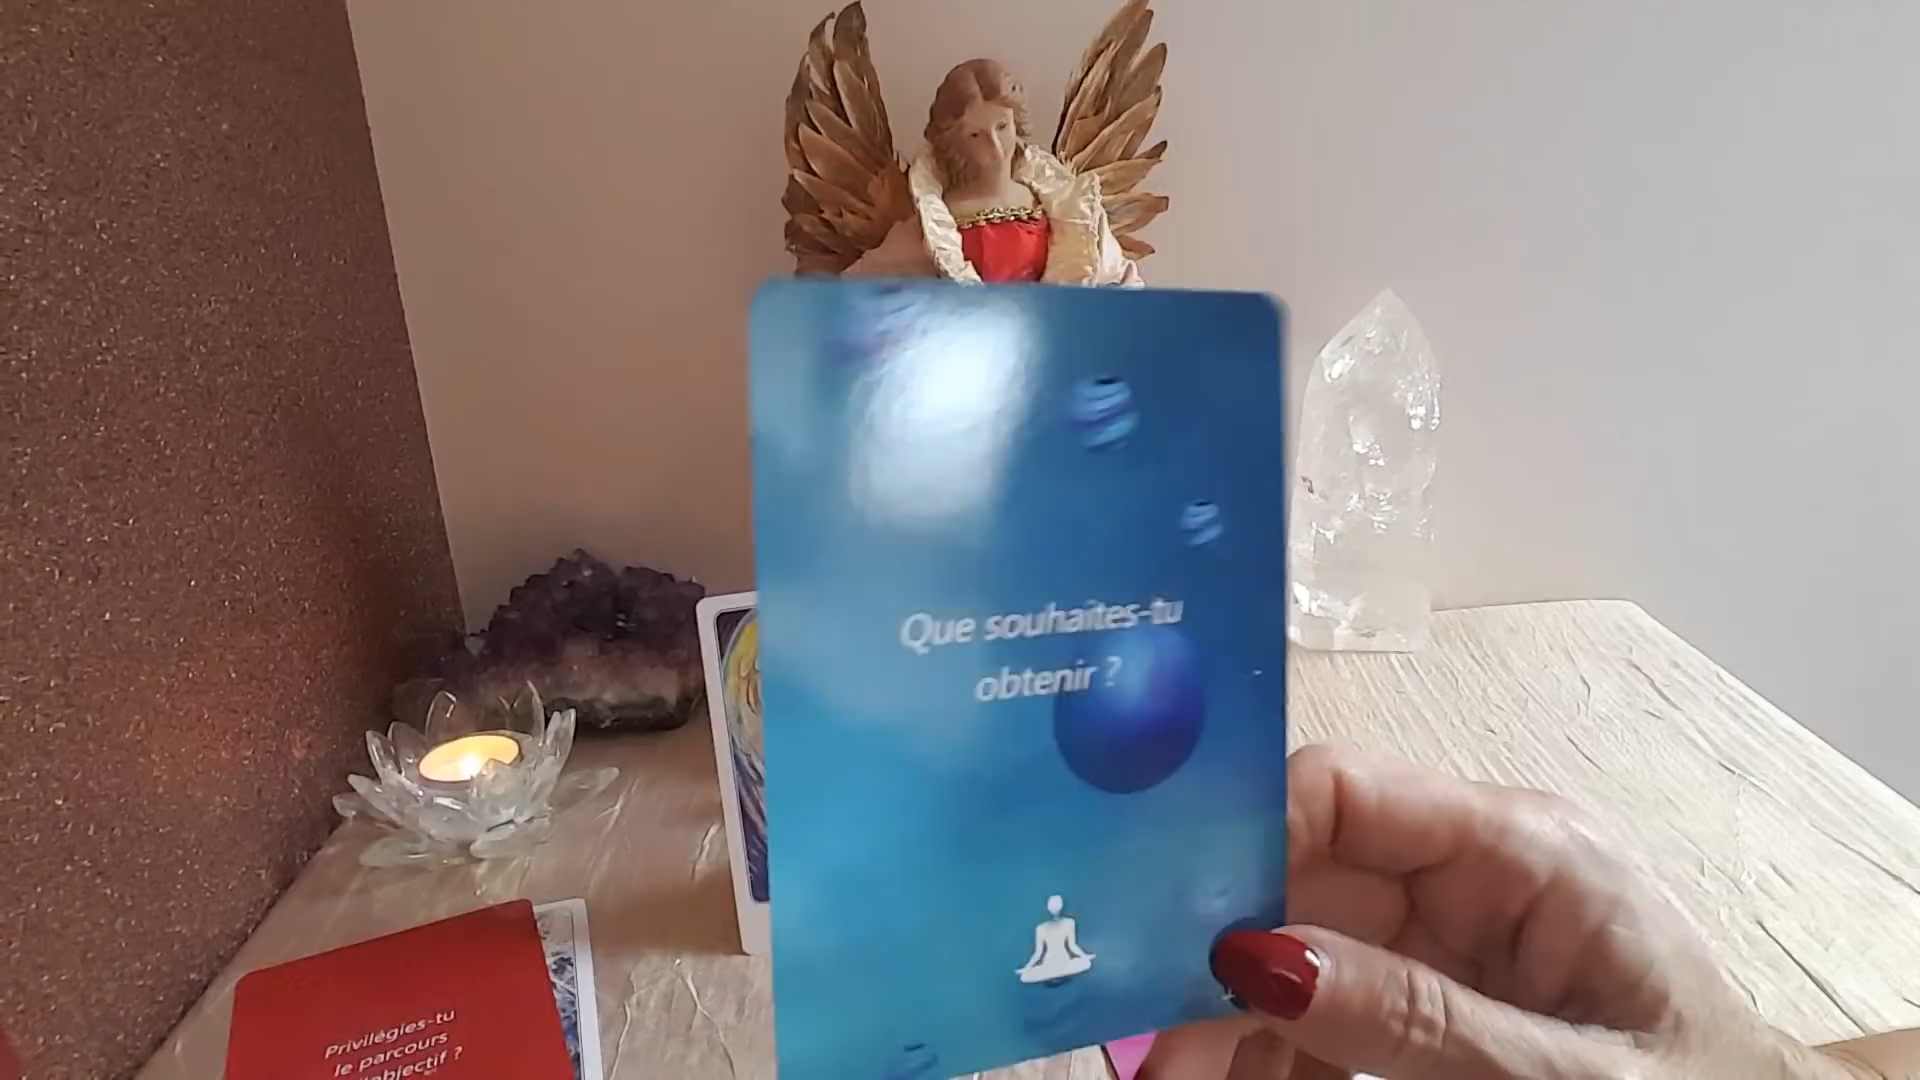 Que souhaites-tu
obtenir ?
Privilégies-tu
le parcours
l'objectif ?